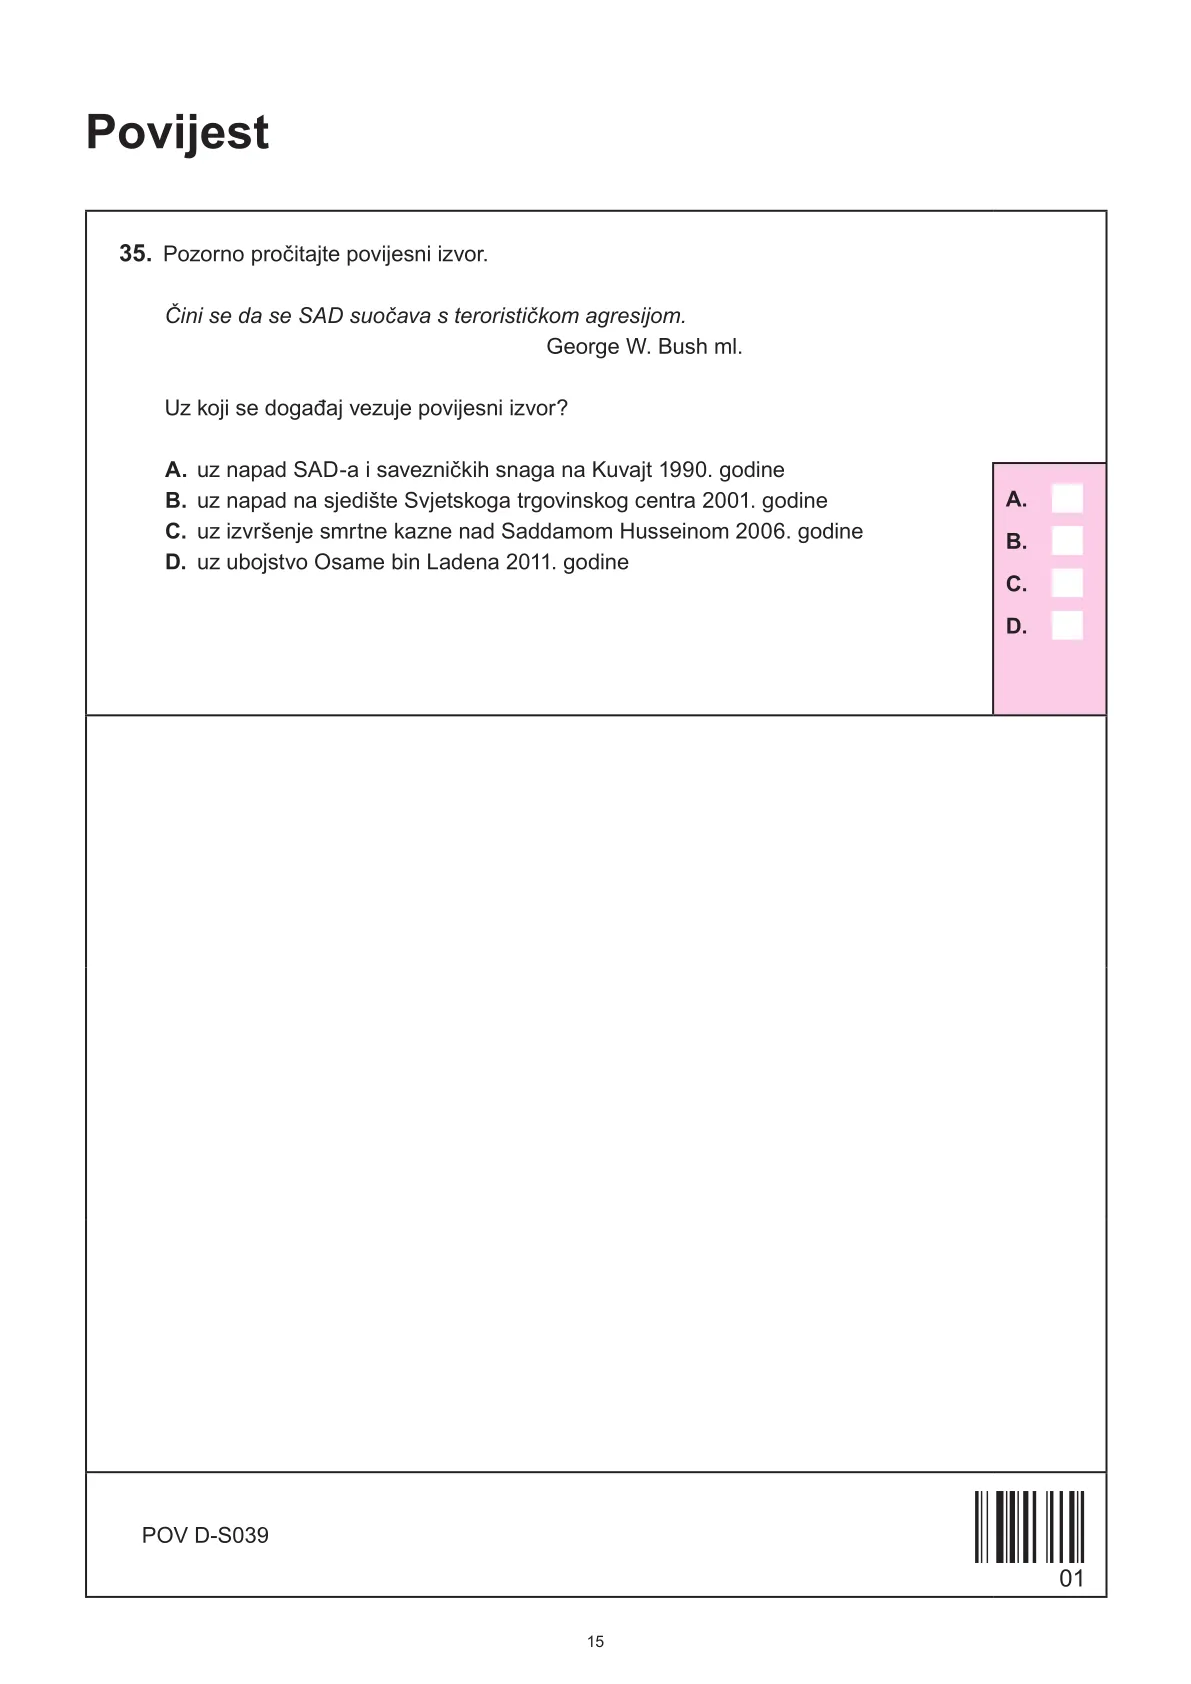 Povijest
35. Pozorno pročitajte povijesni izvor.
Čini se da se SAD suočava s terorističkom agresijom.
George W. Bush ml.
Uz koji se događaj vezuje povijesni izvor?
A. uz napad SAD-a i savezničkih snaga na Kuvajt 1990. godine
B. uz napad na sjedište Svjetskoga trgovinskog centra 2001. godine
C. uz izvršenje smrtne kazne nad Saddamom Husseinom 2006. godine
D. uz ubojstvo Osame bin Ladena 2011. godine
A.
B.
C.
D.
POV D-S039
01
15